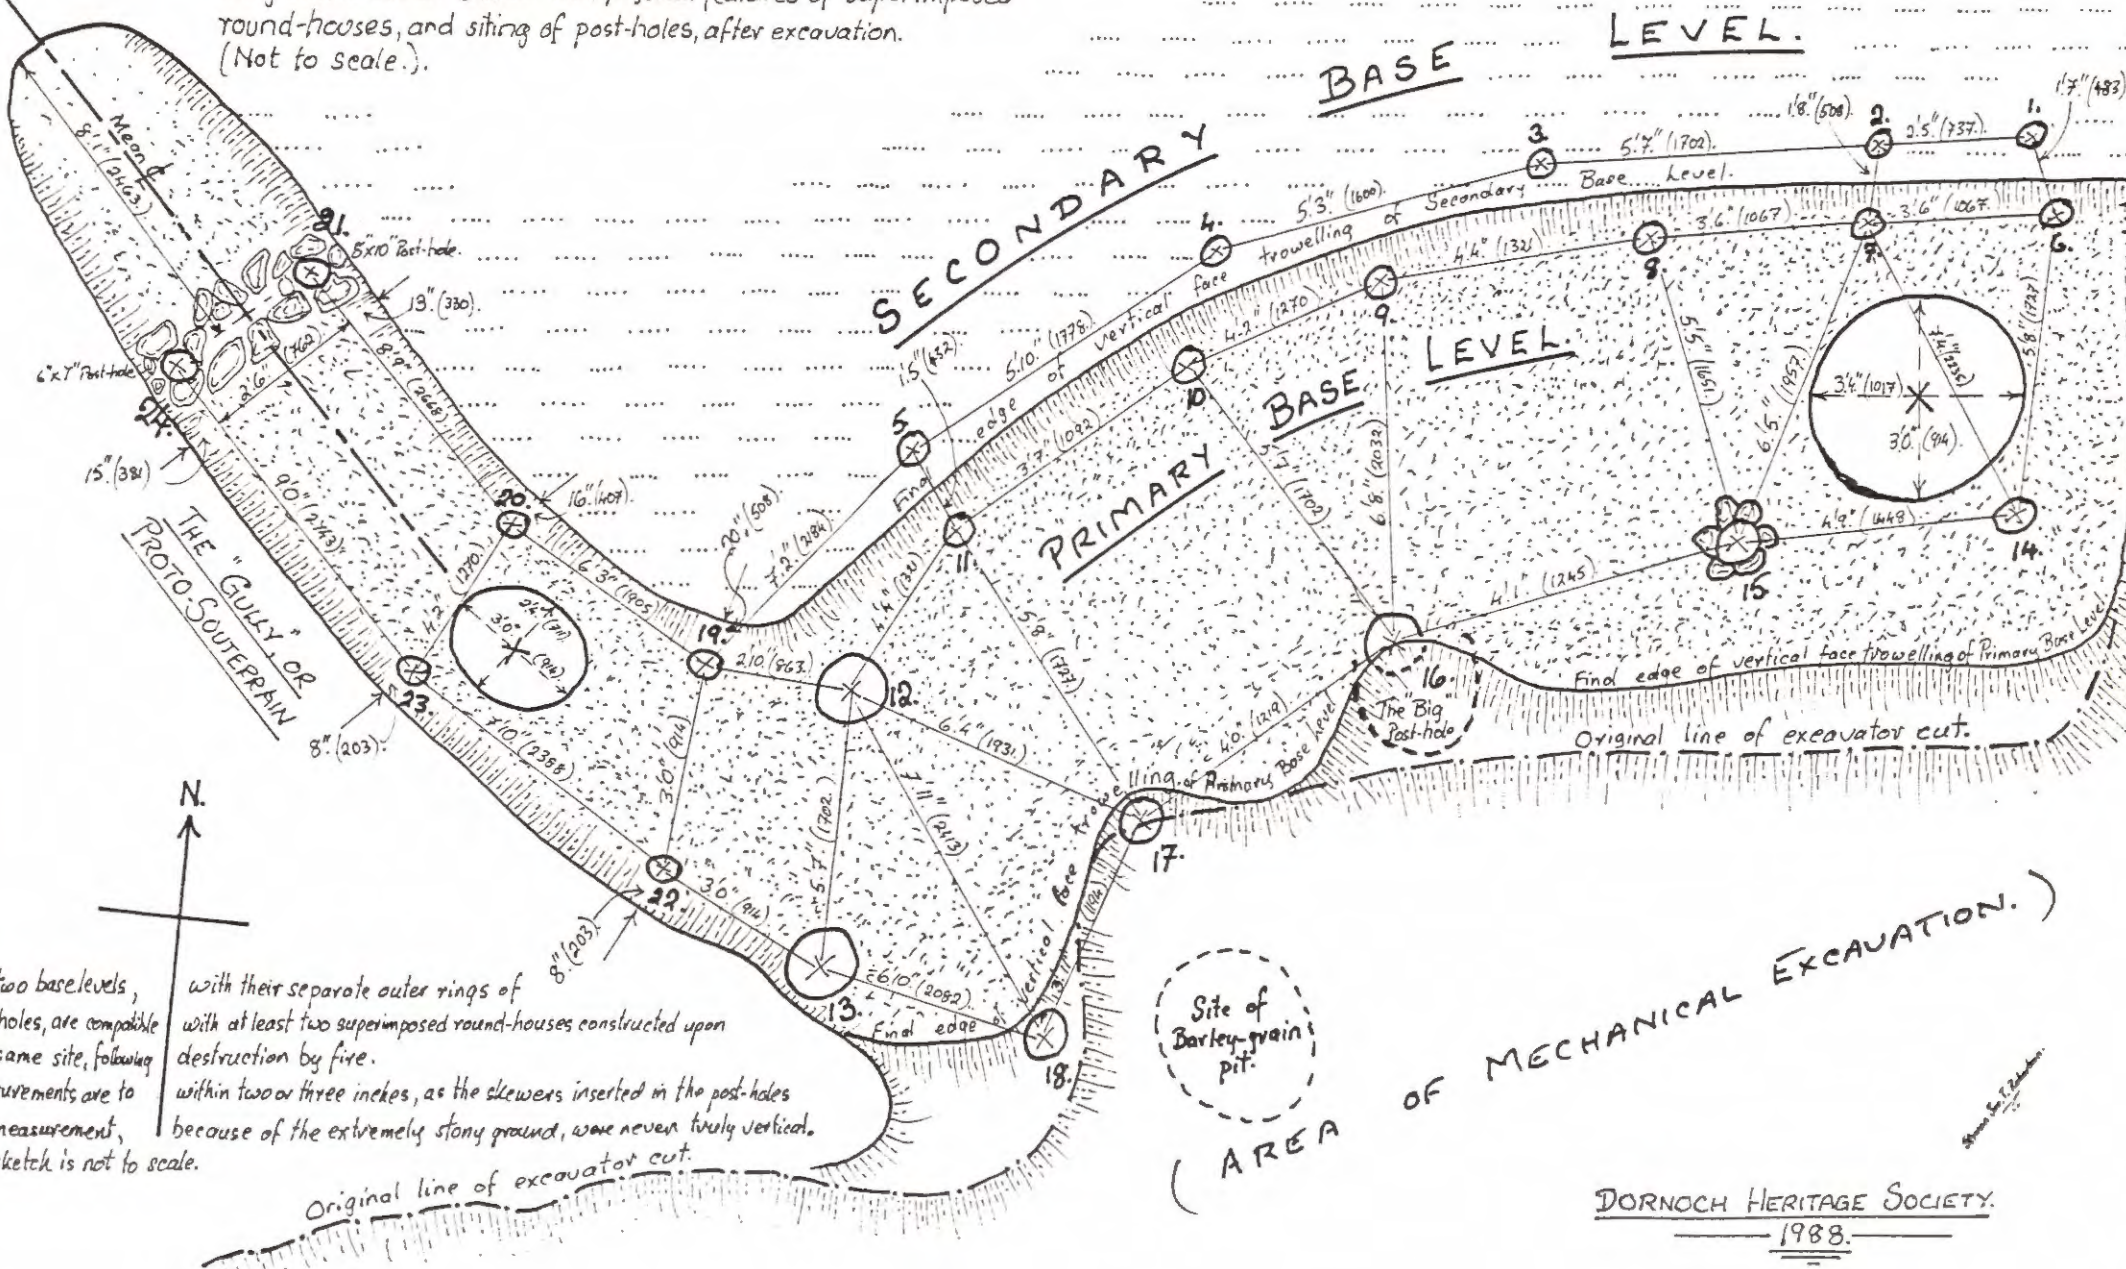 round-houses, and siting of post-holes, after excavation.
(Not to scale.).
SECONDARY BASE LEVEL.
1.
2.
3.
4.
5.
6.
7.
8.
9.
10.
11.
12.
13.
14.
15.
16.
17.
18.
19.
20.
21.
22.
23.
24.
1'.7." (483)
1'8." (508).
2'.5." (737).
5'.7." (1702).
5'.3." (1600).
5'.10." (1778).
7'.2." (2184)
20." (508).
1'.5." (432).
Final edge of vertical face trowelling of Secondary Base Level.
3'.6." (1067)
3'.6." (1067)
4'.4." (1321)
4'-2." (1270)
3'.7." (1092)
4'.4." (1321)
5'8" (1727)
5'.5" (1651)
6'.5." (1957)
3'4." (1017)
3'.0." (914).
6'.8." (2032)
5'.7" (1702)
5'8" (1727)
4'.9." (1448)
4'.1." (1245)
4'.0." (1219)
PRIMARY BASE LEVEL.
The Big
Post-hole
Final edge of vertical face trowelling of Primary Base Level
Original line of excavator cut.
Mean ₵
8'.1" (2463).
5"x10" Post-hole.
13." (330).
6"x7" Post-hole
2'.6" (762)
8'.9" (2668)
15." (381)
9'.0" (2743)
16." (407).
THE "GULLY", OR
PROTO-SOUTERRAIN
4'.2." (1270).
6'.3" (1905)
2'.4" (711)
3'.0" (914)
2'.10." (863.
8." (203).
7'.10" (2388)
3'.0" (914)
6'.4" (1931)
5'.7" (1702)
7'.11" (2413)
8." (203)
3'.0" (914)
6'.10." (2082)
3'.11" (1194)
Final edge of vertical face trowelling of Primary Base Level
N.
two base levels, with their separate outer rings of
holes, are compatible with at least two superimposed round-houses constructed upon
same site, following destruction by fire.
urements are to within two or three inches, as the skewers inserted in the post-holes
measurement, because of the extremely stony ground, were never truly vertical.
ketch is not to scale.
Original line of excavator cut.
Site of
Barley-grain
pit.
(AREA OF MECHANICAL EXCAVATION.)
DORNOCH HERITAGE SOCIETY.
1988.